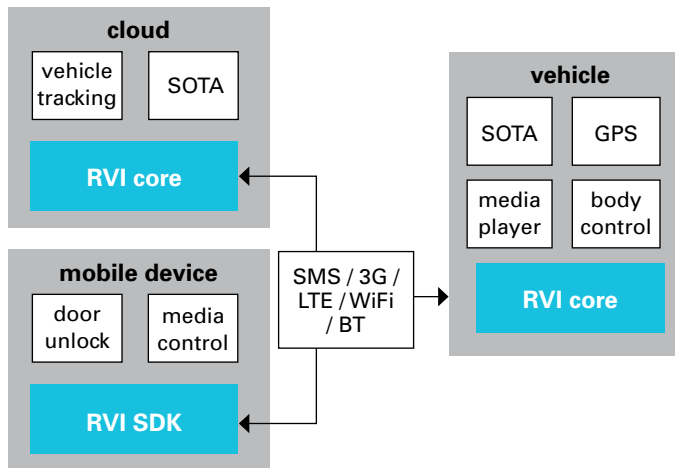 cloud
vehicle
tracking
SOTA
RVI core
mobile device
door
unlock
media
control
RVI SDK
SMS / 3G /
LTE / WiFi
/ BT
vehicle
SOTA
GPS
media
player
body
control
RVI core